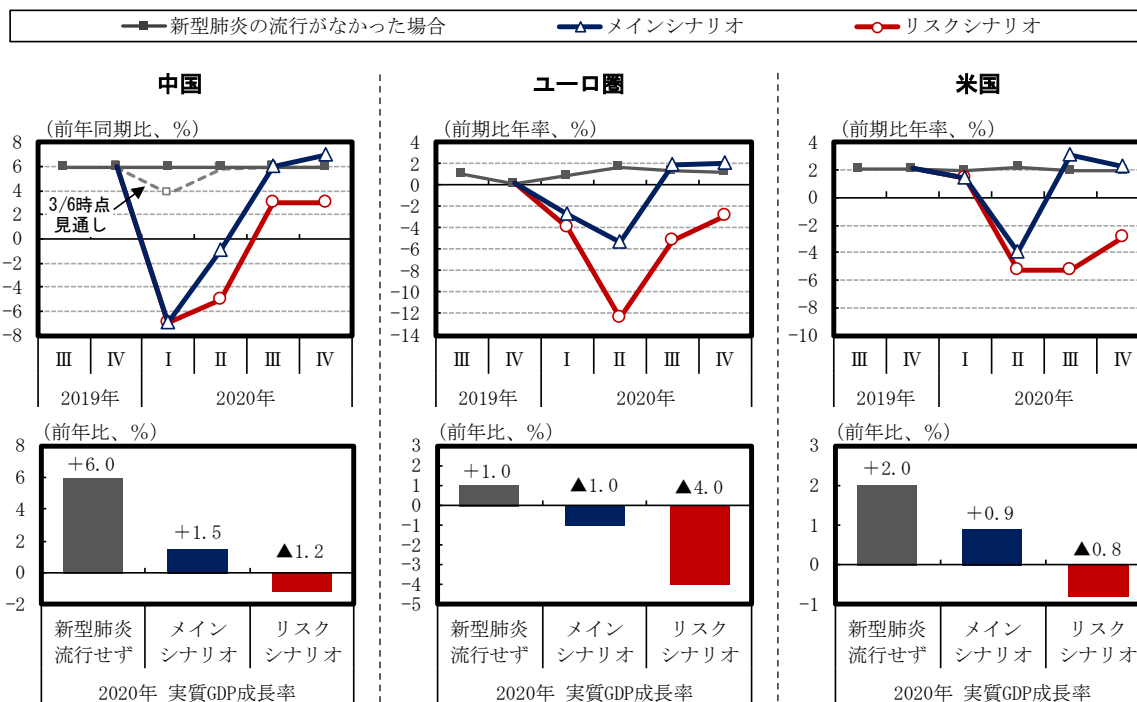 新型肺炎の流行がなかった場合 メインシナリオ リスクシナリオ
中国
(前年同期比、%)
8
6
4
2
0
−2
−4
−6
−8
3/6時点
見通し
Ⅲ Ⅳ Ⅰ Ⅱ Ⅲ Ⅳ
2019年 2020年
ユーロ圏
(前期比年率、%)
4
2
0
−2
−4
−6
−8
−10
−12
−14
Ⅲ Ⅳ Ⅰ Ⅱ Ⅲ Ⅳ
2019年 2020年
米国
(前期比年率、%)
4
2
0
−2
−4
−6
−8
−10
Ⅲ Ⅳ Ⅰ Ⅱ Ⅲ Ⅳ
2019年 2020年
(前年比、%)
8
6
4
2
0
−2
+6.0
+1.5
▲1.2
新型肺炎 メイン リスク
流行せず シナリオ シナリオ
2020年 実質GDP成長率
(前年比、%)
3
2
1
0
−1
−2
−3
−4
−5
+1.0
▲1.0
▲4.0
新型肺炎 メイン リスク
流行せず シナリオ シナリオ
2020年 実質GDP成長率
(前年比、%)
3
2
1
0
−1
+2.0
+0.9
▲0.8
新型肺炎 メイン リスク
流行せず シナリオ シナリオ
2020年 実質GDP成長率